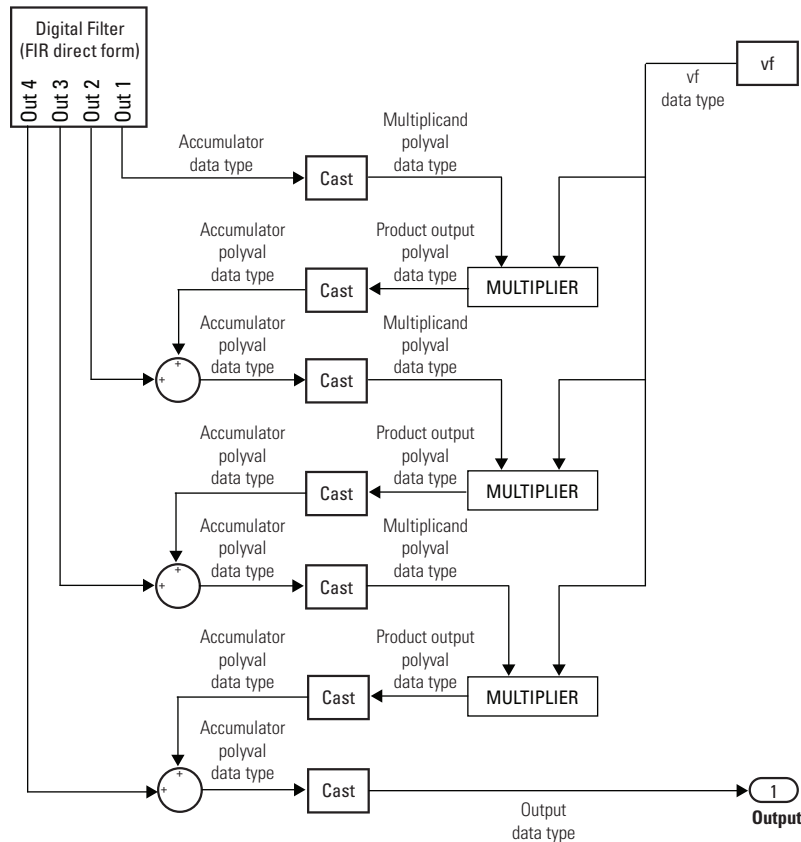 Digital Filter
(FIR direct form)
Out 4
Out 3
Out 2
Out 1
vf
vf
data type
Accumulator
data type
Cast
Multiplicand
polyval
data type
Accumulator
polyval
data type
Cast
Product output
polyval
data type
MULTIPLIER
+
+
Accumulator
polyval
data type
Cast
Multiplicand
polyval
data type
Accumulator
polyval
data type
Cast
Product output
polyval
data type
MULTIPLIER
+
+
Accumulator
polyval
data type
Cast
Multiplicand
polyval
data type
Accumulator
polyval
data type
Cast
Product output
polyval
data type
MULTIPLIER
+
+
Accumulator
polyval
data type
Cast
Output
data type
1
Output